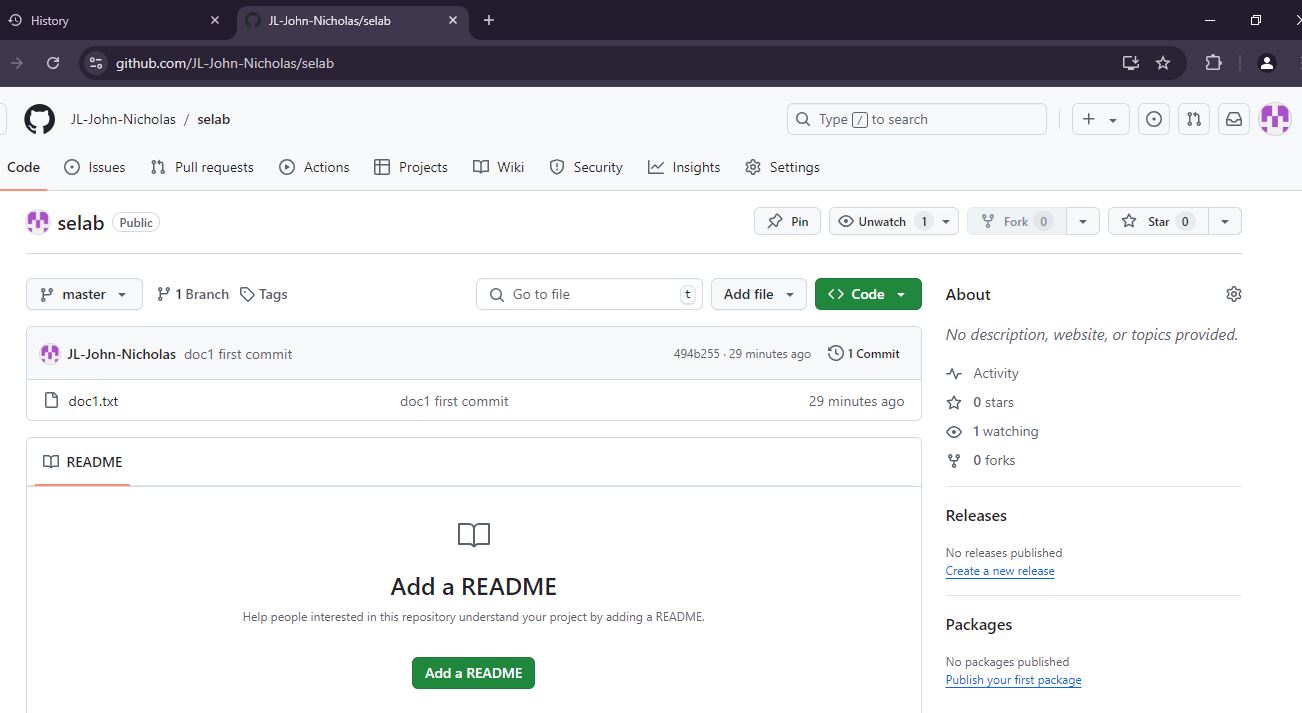 History
JL-John-Nicholas/selab
github.com/JL-John-Nicholas/selab
JL-John-Nicholas / selab
Type / to search
Code Issues Pull requests Actions Projects Wiki Security Insights Settings
selab Public
Pin Unwatch 1 Fork 0 Star 0
master 1 Branch Tags Go to file t Add file <> Code
About
No description, website, or topics provided.
JL-John-Nicholas doc1 first commit 494b255 · 29 minutes ago 1 Commit
doc1.txt doc1 first commit 29 minutes ago
Activity
0 stars
1 watching
0 forks
README
Add a README
Help people interested in this repository understand your project by adding a README.
Add a README
Releases
No releases published
Create a new release
Packages
No packages published
Publish your first package